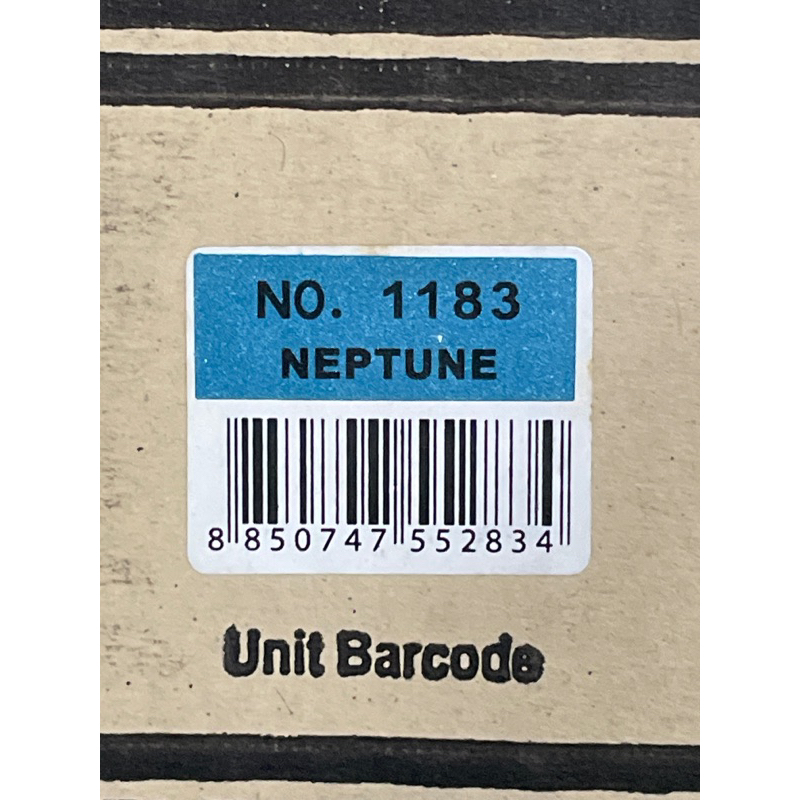 NO. 1183
NEPTUNE
8 850747 552834
Unit Barcode